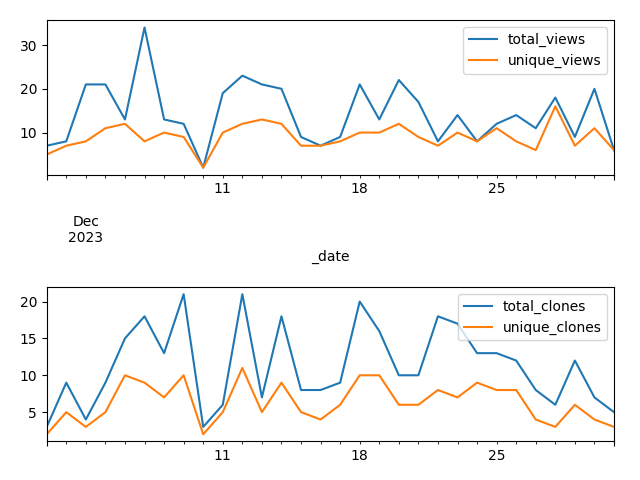 30
20
10
total_views
unique_views
11
18
25
Dec
2023
_date
20
15
10
5
total_clones
unique_clones
11
18
25